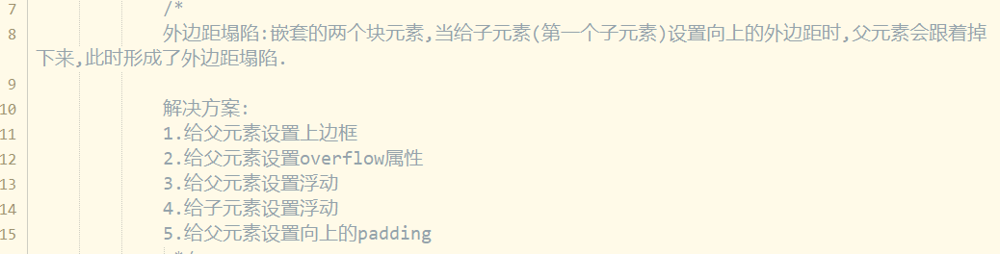 7 /*
8 外边距塌陷:嵌套的两个块元素,当给子元素(第一个子元素)设置向上的外边距时,父元素会跟着掉
下来,此时形成了外边距塌陷.
9
10 解决方案:
11 1.给父元素设置上边框
12 2.给父元素设置overflow属性
13 3.给父元素设置浮动
14 4.给子元素设置浮动
15 5.给父元素设置向上的padding